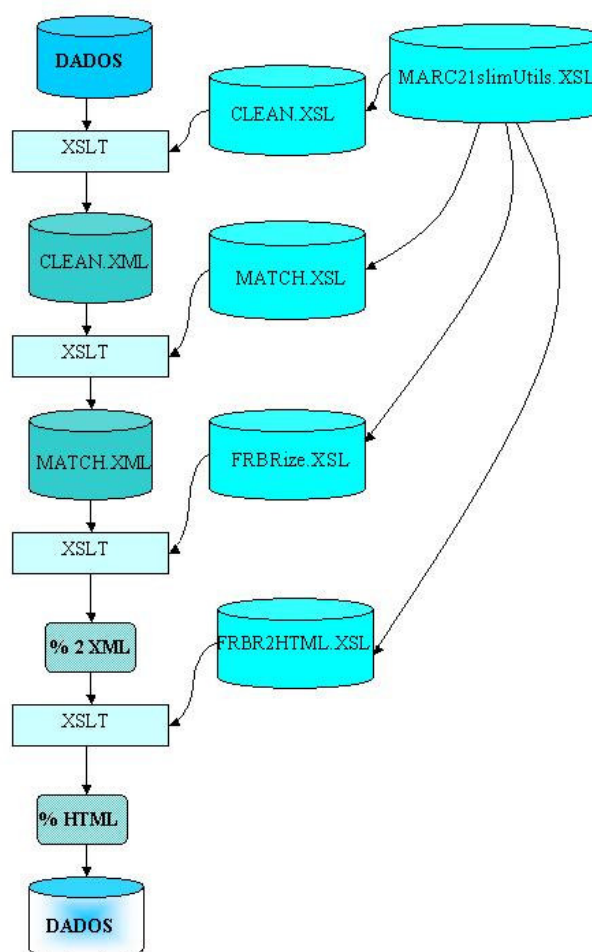 DADOS
MARC21slimUtils.XSL
CLEAN.XSL
XSLT
CLEAN.XML
MATCH.XSL
XSLT
MATCH.XML
FRBRize.XSL
XSLT
% 2 XML
FRBR2HTML.XSL
XSLT
% HTML
DADOS